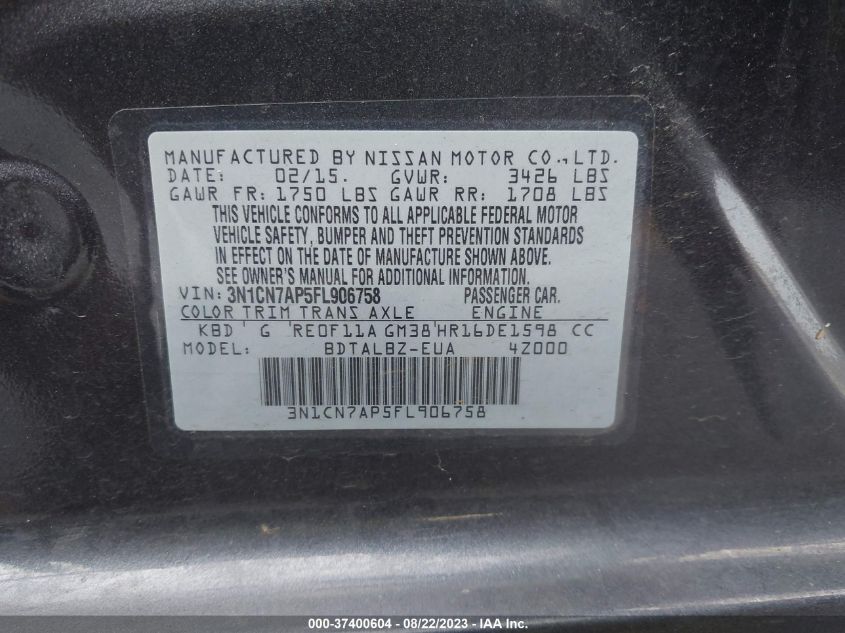 MANUFACTURED BY NISSAN MOTOR CO.,LTD.
DATE: 02/15. GVWR: 3426 LBS
GAWR FR: 1750 LBS GAWR RR: 1708 LBS
THIS VEHICLE CONFORMS TO ALL APPLICABLE FEDERAL MOTOR
VEHICLE SAFETY, BUMPER AND THEFT PREVENTION STANDARDS
IN EFFECT ON THE DATE OF MANUFACTURE SHOWN ABOVE.
SEE OWNER'S MANUAL FOR ADDITIONAL INFORMATION.
VIN: 3N1CN7AP5FL906758 PASSENGER CAR.
COLOR TRIM TRANS AXLE ENGINE
KBD ' G 'RE0F11A GM38'HR16DE1598 CC
MODEL: BDTALBZ-EUA 4Z000
3N1CN7AP5FL906758
000-37400604 - 08/22/2023 - IAA Inc.